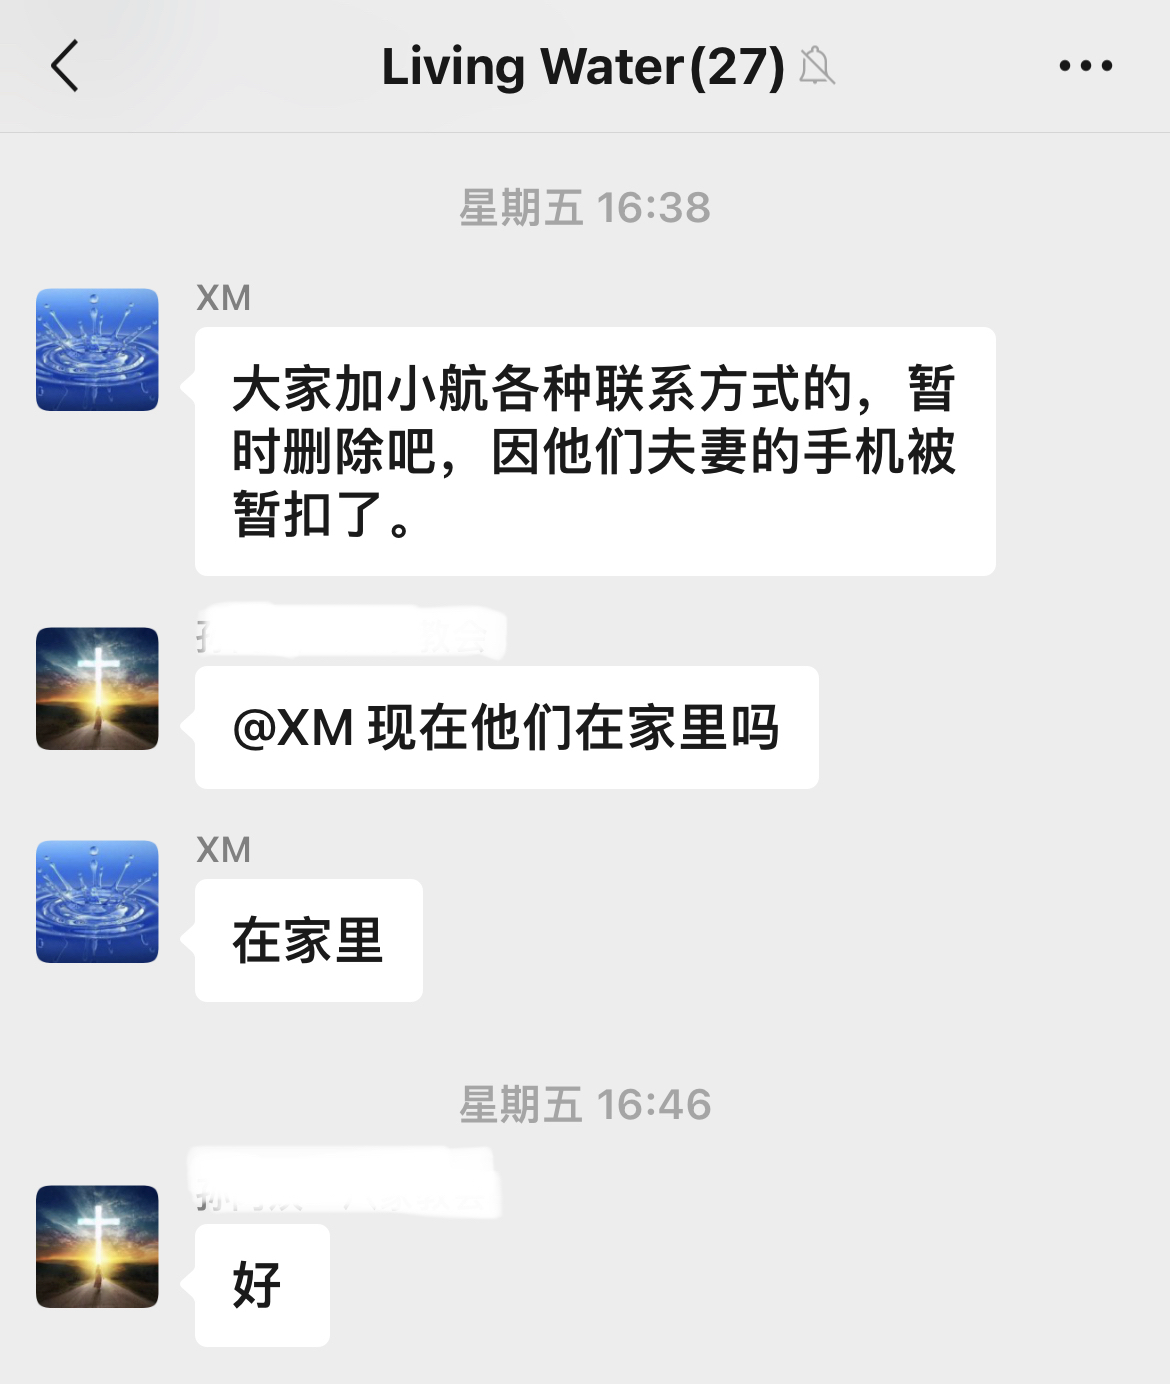 Living Water(27)
星期五 16:38
XM
大家加小航各种联系方式的，暂
时删除吧，因他们夫妻的手机被
暂扣了。
@XM 现在他们在家里吗
XM
在家里
星期五 16:46
好